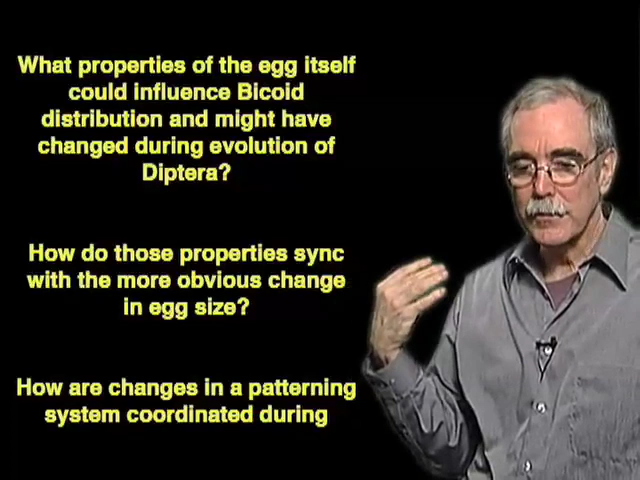 What properties of the egg itself
could influence Bicoid
distribution and might have
changed during evolution of
Diptera?
How do those properties sync
with the more obvious change
in egg size?
How are changes in a patterning
system coordinated during